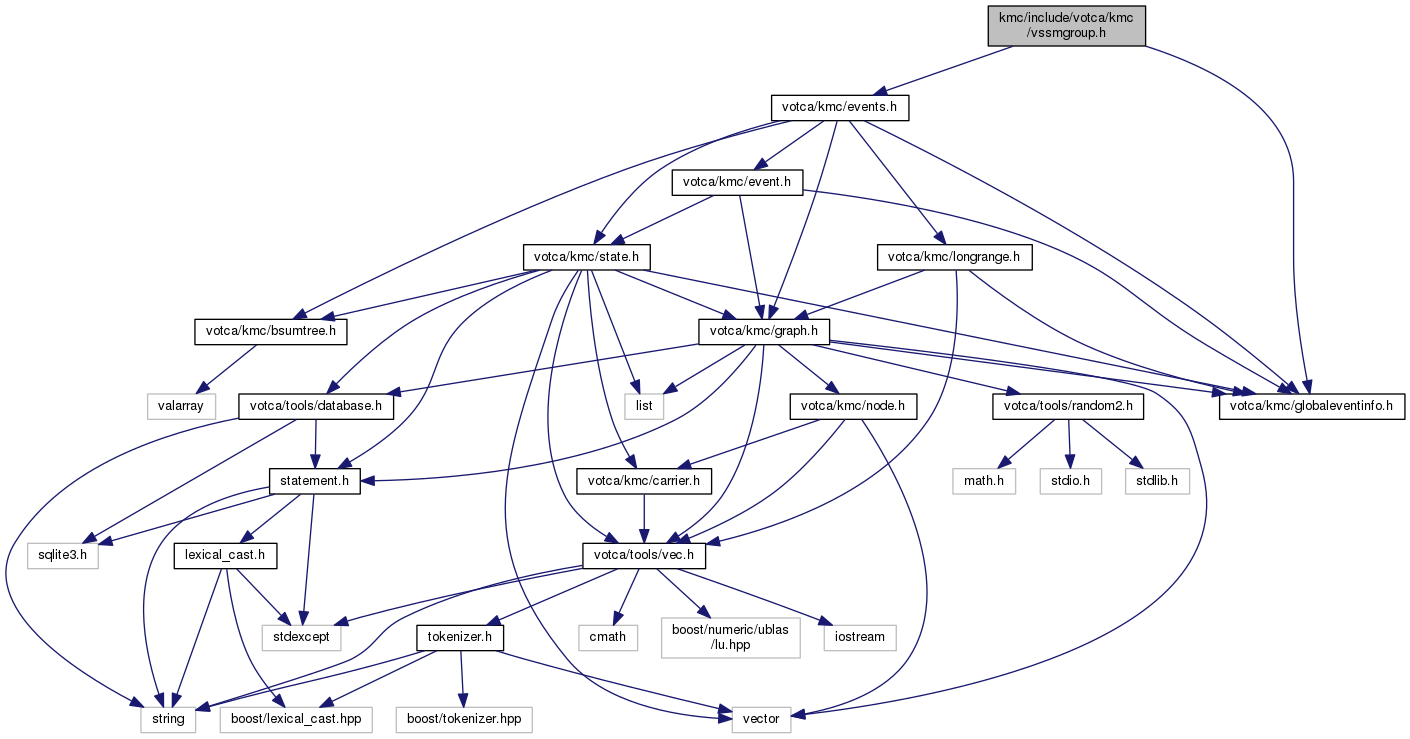 kmc/include/votca/kmc
/vssmgroup.h
votca/kmc/events.h
votca/kmc/event.h
votca/kmc/state.h
votca/kmc/longrange.h
votca/kmc/bsumtree.h
votca/kmc/graph.h
valarray
votca/tools/database.h
list
votca/kmc/node.h
votca/tools/random2.h
votca/kmc/globaleventinfo.h
statement.h
votca/kmc/carrier.h
math.h
stdio.h
stdlib.h
sqlite3.h
lexical_cast.h
votca/tools/vec.h
stdexcept
tokenizer.h
cmath
boost/numeric/ublas
/lu.hpp
iostream
string
boost/lexical_cast.hpp
boost/tokenizer.hpp
vector